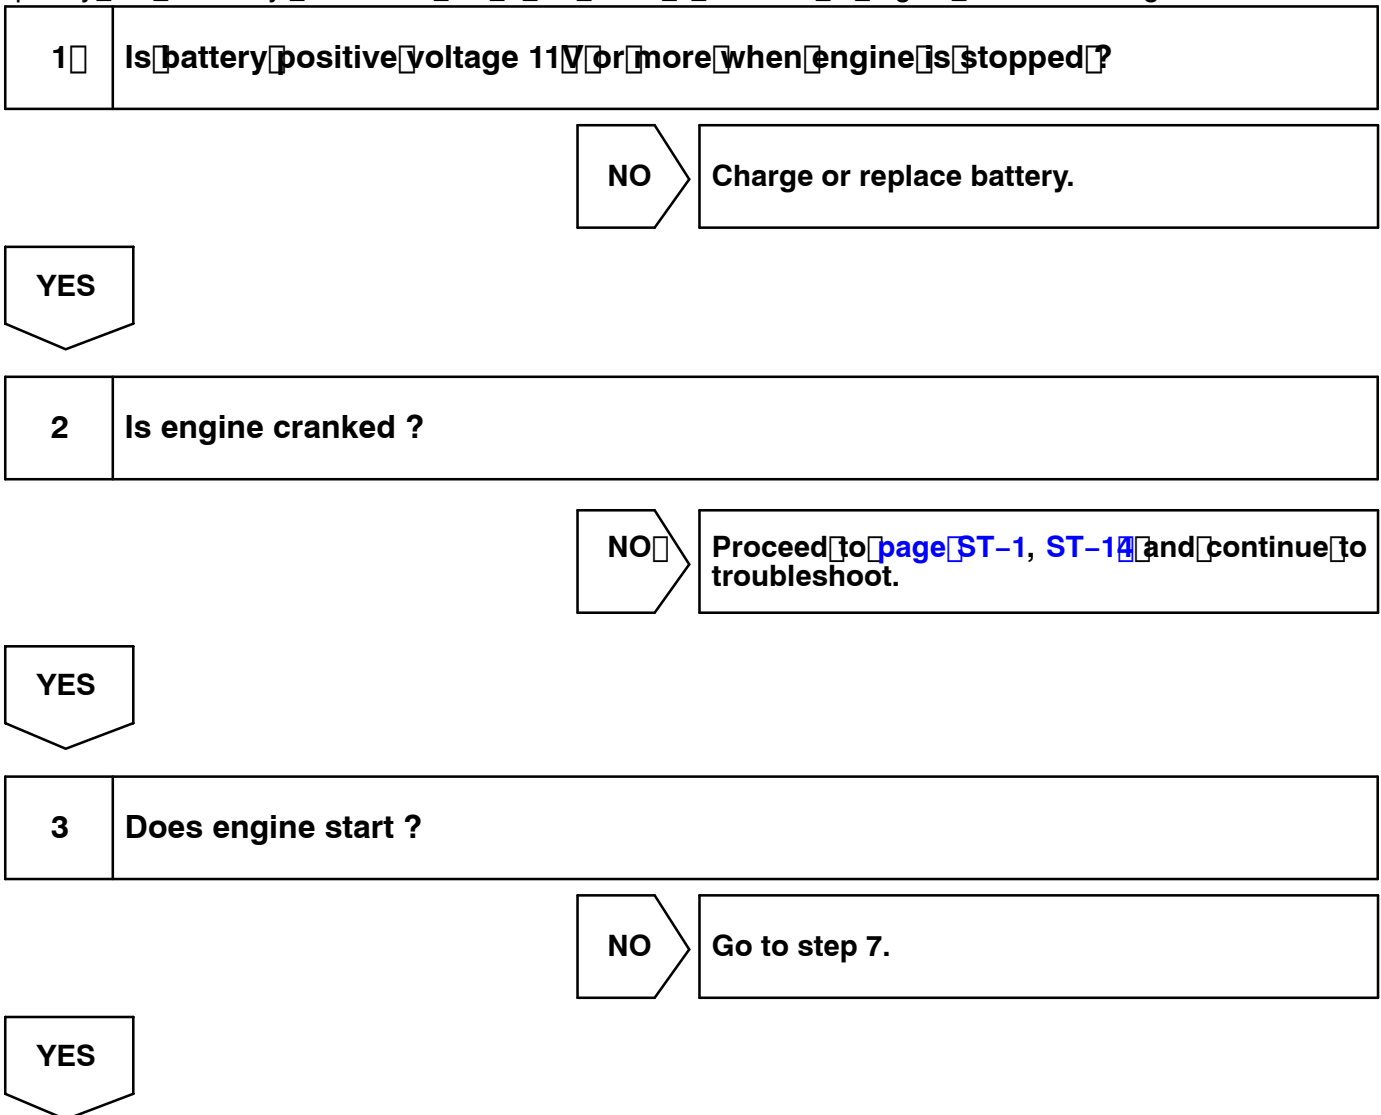 1
Is battery positive voltage 11 V or more when engine is stopped ?
NO
Charge or replace battery.
YES
2
Is engine cranked ?
NO
Proceed to page ST–1, ST–14 and continue to
troubleshoot.
YES
3
Does engine start ?
NO
Go to step 7.
YES